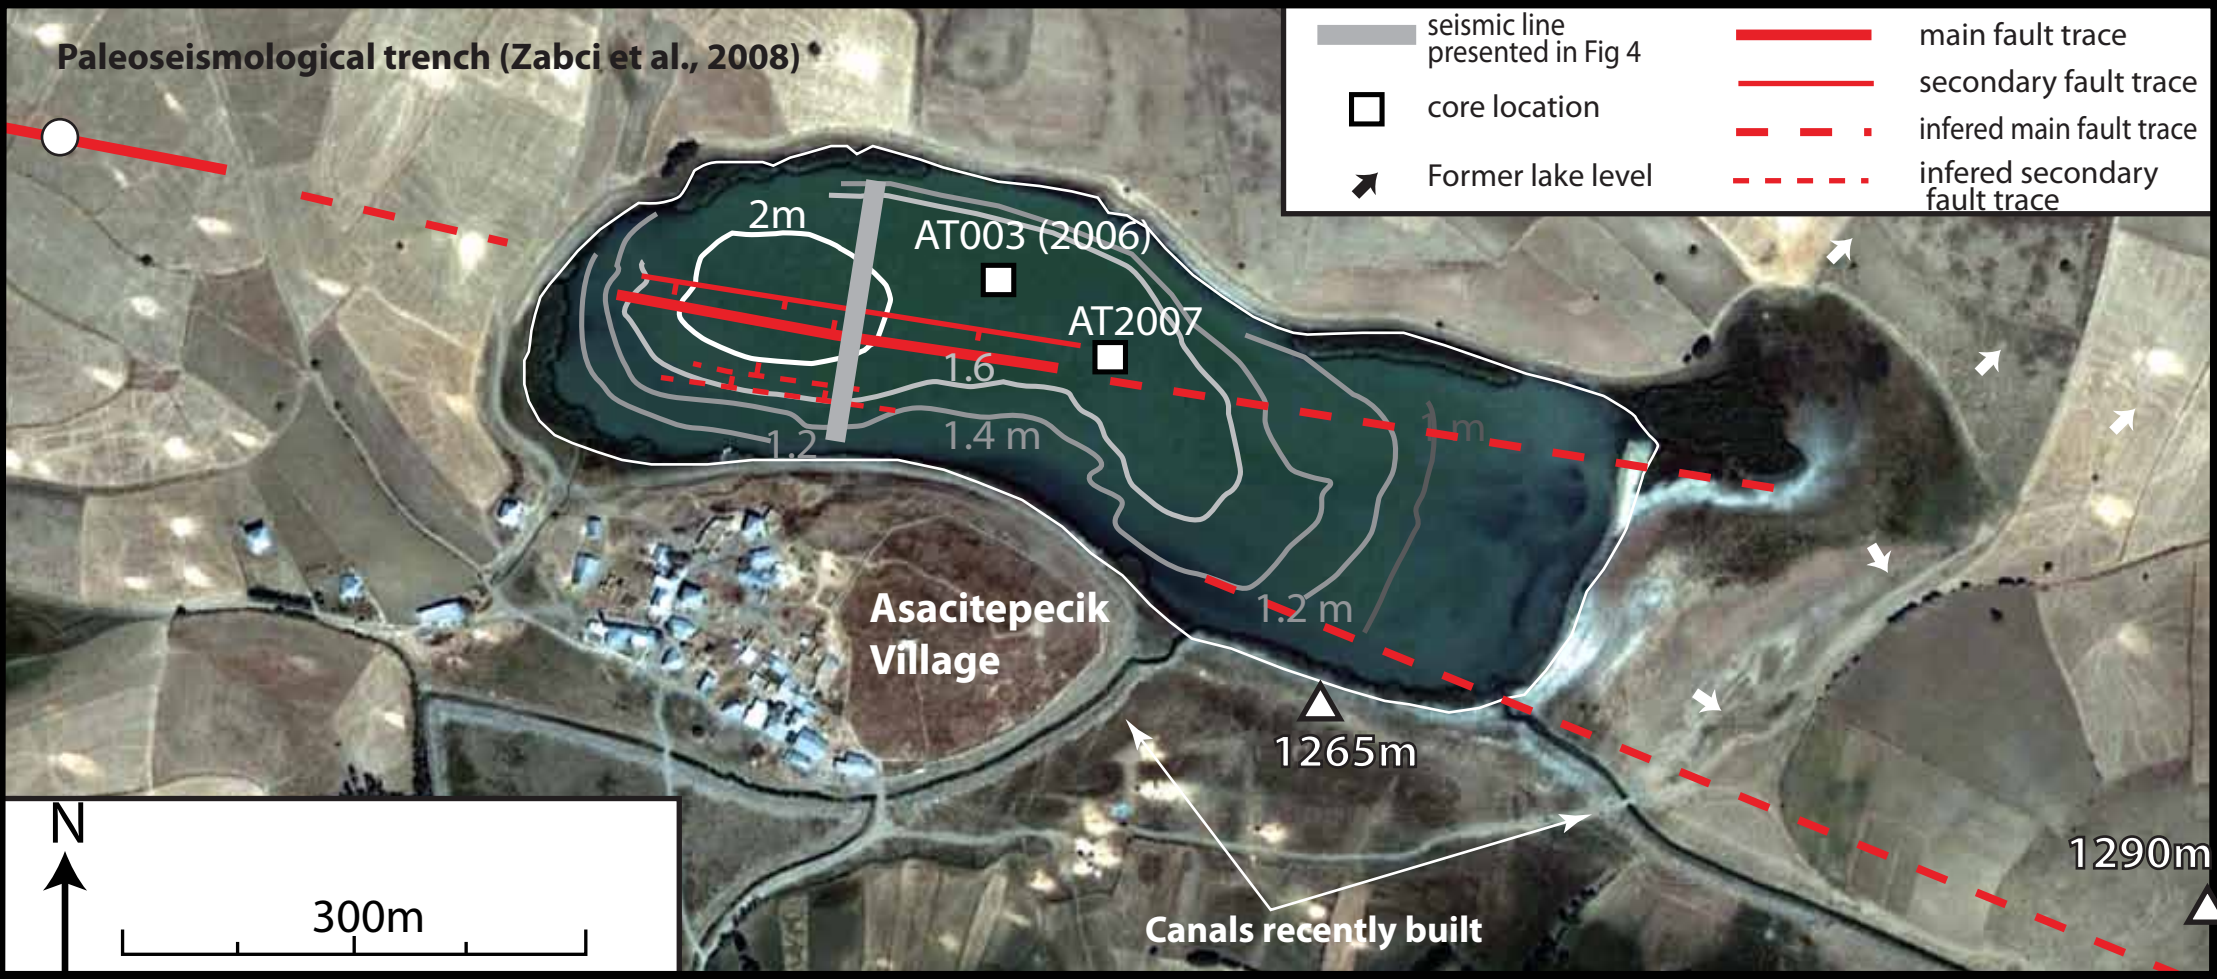 Paleoseismological trench (Zabci et al., 2008)
seismic line
presented in Fig 4
core location
Former lake level
main fault trace
secondary fault trace
infered main fault trace
infered secondary
fault trace
2m
AT003 (2006)
AT2007
1.6
1.2
1.4 m
1 m
1.2 m
Asacitepecik
Village
1265m
1290m
Canals recently built
N
300m